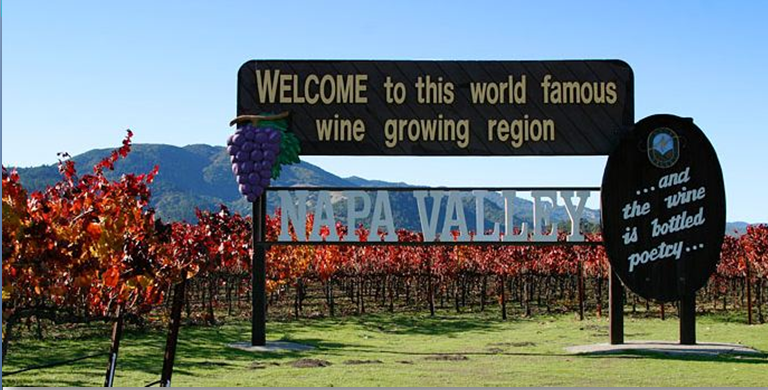 WELCOME to this world famous
wine growing region
NAPA VALLEY
...and
the wine
is bottled
poetry...